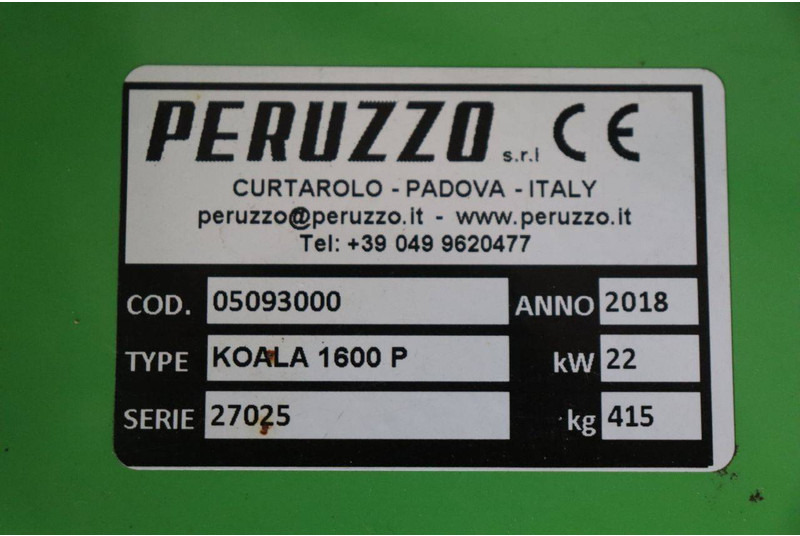 PERUZZO s.r.l CE
CURTAROLO - PADOVA - ITALY
peruzzo@peruzzo.it - www.peruzzo.it
Tel: +39 049 9620477
COD. 05093000 ANNO 2018
TYPE KOALA 1600 P kW 22
SERIE 27025 kg 415